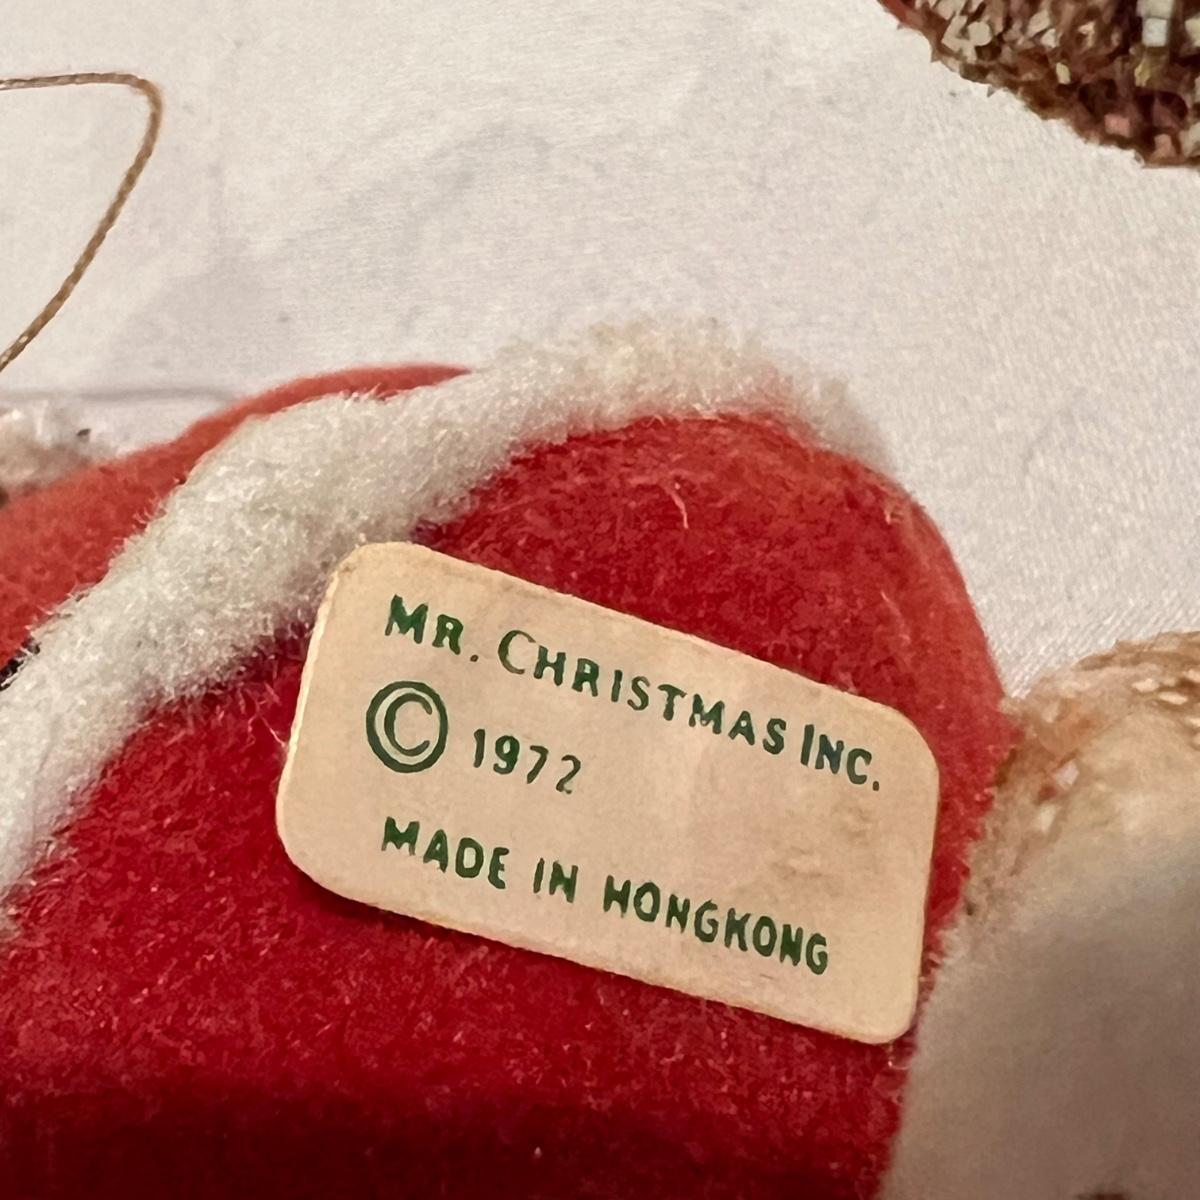 MR. CHRISTMAS INC.
© 1972
MADE IN HONGKONG